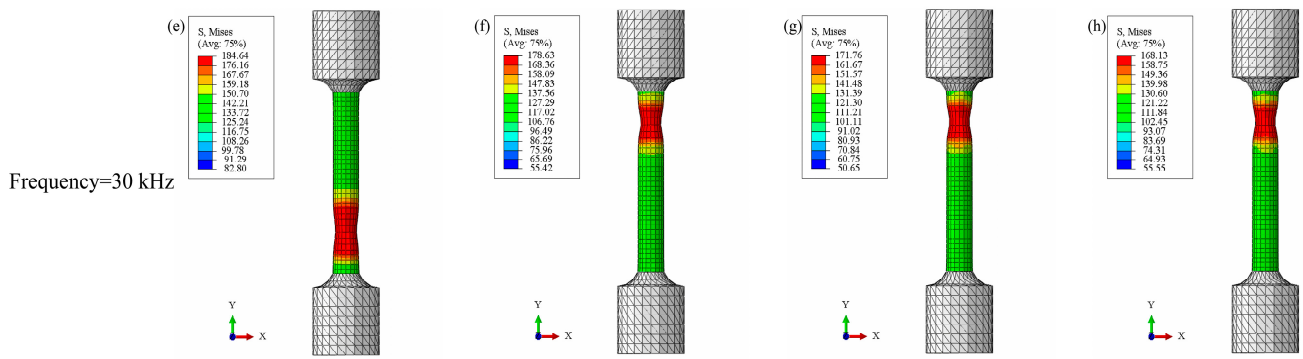 (e)
S, Mises
(Avg: 75%)
184.64
176.16
167.67
159.18
150.70
142.21
133.72
125.24
116.75
108.26
99.78
91.29
82.80
Y
X
(f)
S, Mises
(Avg: 75%)
178.63
168.36
158.09
147.83
137.56
127.29
117.02
106.76
96.49
86.22
75.96
65.69
55.42
Y
X
(g)
S, Mises
(Avg: 75%)
171.76
161.67
151.57
141.48
131.39
121.30
111.21
101.11
91.02
80.93
70.84
60.75
50.65
Y
X
(h)
S, Mises
(Avg: 75%)
168.13
158.75
149.36
139.98
130.60
121.22
111.84
102.45
93.07
83.69
74.31
64.93
55.55
Y
X
Frequency=30 kHz